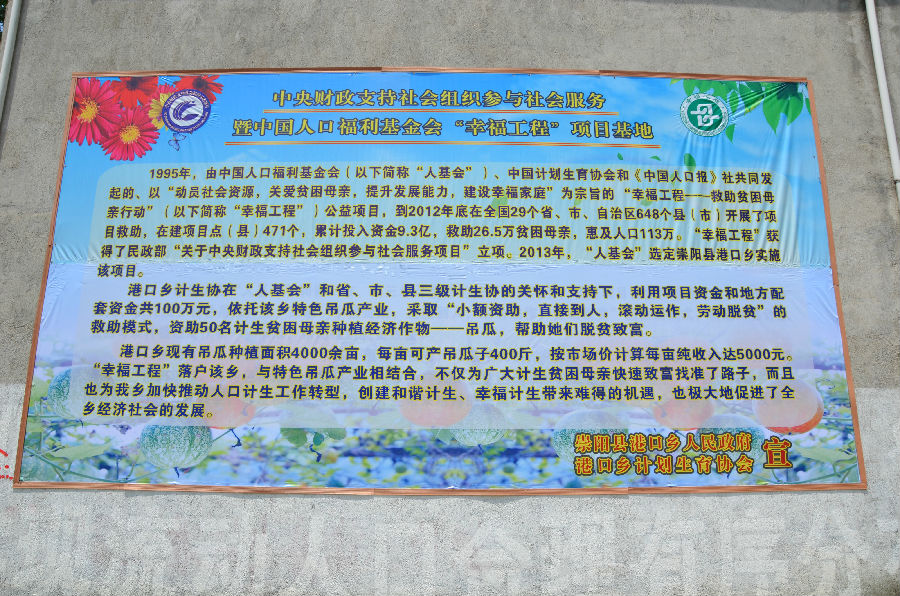 中央财政支持社会组织参与社会服务
暨中国人口福利基金会“幸福工程”项目基地
1995年，由中国人口福利基金会（以下简称“人基会”）、中国计划生育协会和《中国人口报》社共同发
起的、以“动员社会资源，关爱贫困母亲，提升发展能力，建设幸福家庭”为宗旨的“幸福工程——救助贫困母
亲行动”（以下简称“幸福工程”）公益项目，到2012年底在全国29个省、市、自治区648个县（市）开展了项
目救助，在建项目点（县）471个，累计投入资金9.3亿，救助26.5万贫困母亲，惠及人口113万。“幸福工程”获
得了民政部“关于中央财政支持社会组织参与社会服务项目”立项。2013年，“人基会”选定崇阳县港口乡实施
该项目。
港口乡计生协在“人基会”和省、市、县三级计生协的关怀和支持下，利用项目资金和地方配
套资金共100万元，依托该乡特色吊瓜产业，采取“小额资助，直接到人，滚动运作，劳动脱贫”的
救助模式，资助50名计生贫困母亲种植经济作物——吊瓜，帮助她们脱贫致富。
港口乡现有吊瓜种植面积4000余亩，每亩可产吊瓜子400斤，按市场价计算每亩纯收入达5000元。
“幸福工程”落户该乡，与特色吊瓜产业相结合，不仅为广大计生贫困母亲快速致富找准了路子，而且
也为我乡加快推动人口计生工作转型，创建和谐计生、幸福计生带来难得的机遇，也极大地促进了全
乡经济社会的发展。
崇阳县港口乡人民政府
港口乡计划生育协会 宣
动人口合理有序分布